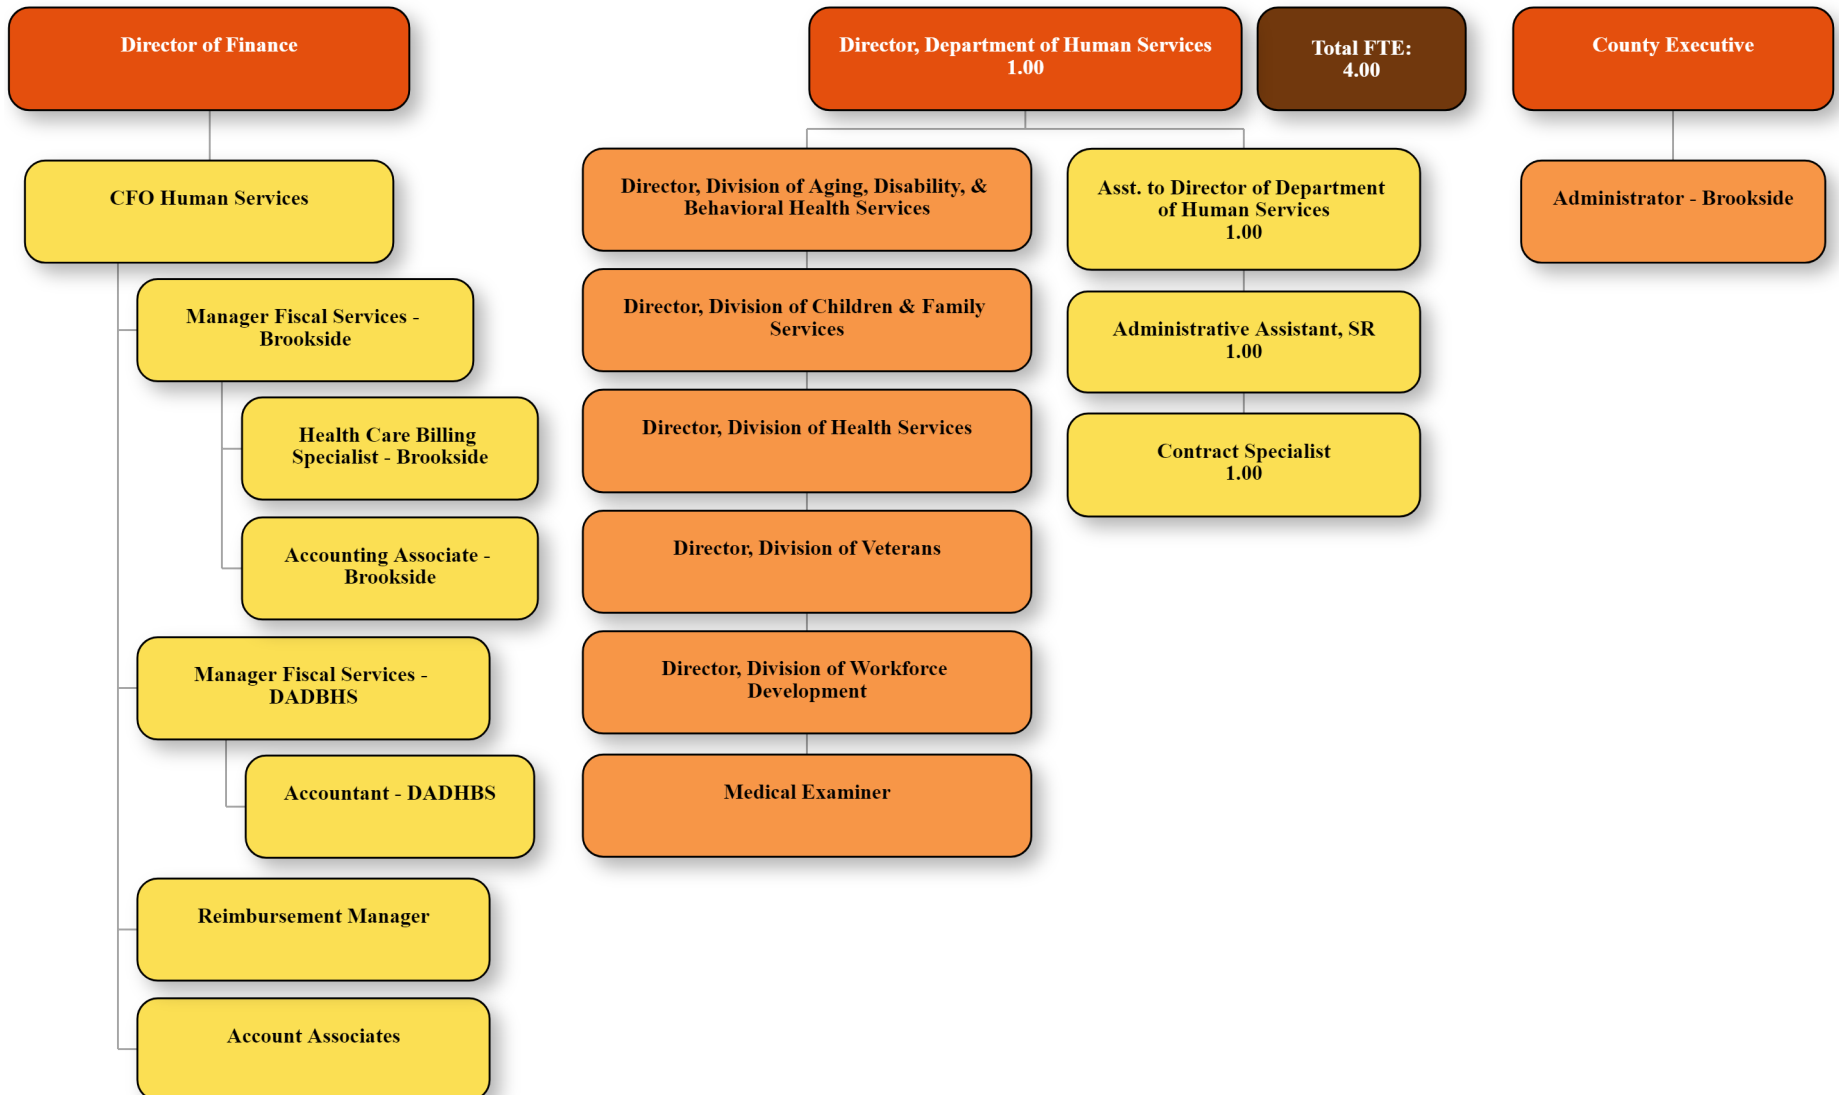 Director of Finance
CFO Human Services
Manager Fiscal Services -
Brookside
Health Care Billing
Specialist - Brookside
Accounting Associate -
Brookside
Manager Fiscal Services -
DADBHS
Accountant - DADHBS
Reimbursement Manager
Account Associates
Director, Department of Human Services
1.00
Total FTE:
4.00
Director, Division of Aging, Disability, &
Behavioral Health Services
Director, Division of Children & Family
Services
Director, Division of Health Services
Director, Division of Veterans
Director, Division of Workforce
Development
Medical Examiner
Asst. to Director of Department
of Human Services
1.00
Administrative Assistant, SR
1.00
Contract Specialist
1.00
County Executive
Administrator - Brookside